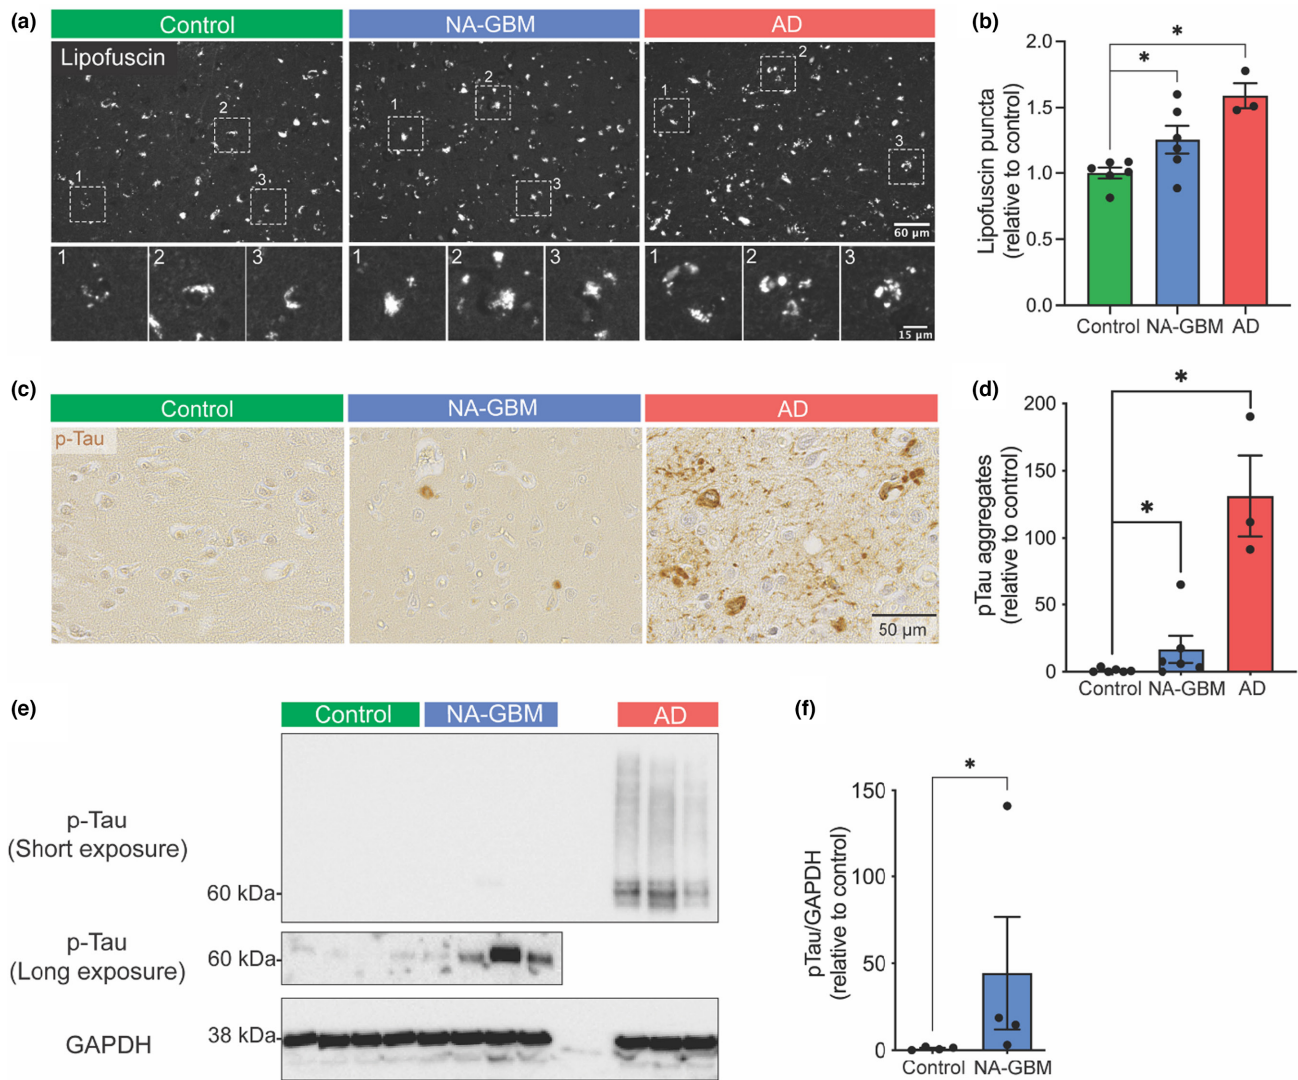 (a)
Control
NA-GBM
AD
Lipofuscin
1
2
3
1
2
3
1
2
3
60 µm
1
2
3
1
2
3
1
2
3
15 µm
(b)
Lipofuscin puncta
(relative to control)
2.0
1.5
1.0
0.5
0.0
*
*
Control
NA-GBM
AD
(c)
Control
NA-GBM
AD
p-Tau
50 µm
(d)
pTau aggregates
(relative to control)
200
150
100
50
0
*
*
Control
NA-GBM
AD
(e)
Control
NA-GBM
AD
p-Tau
(Short exposure)
60 kDa-
p-Tau
(Long exposure)
60 kDa-
GAPDH
38 kDa-
(f)
pTau/GAPDH
(relative to control)
150
100
50
0
*
Control
NA-GBM